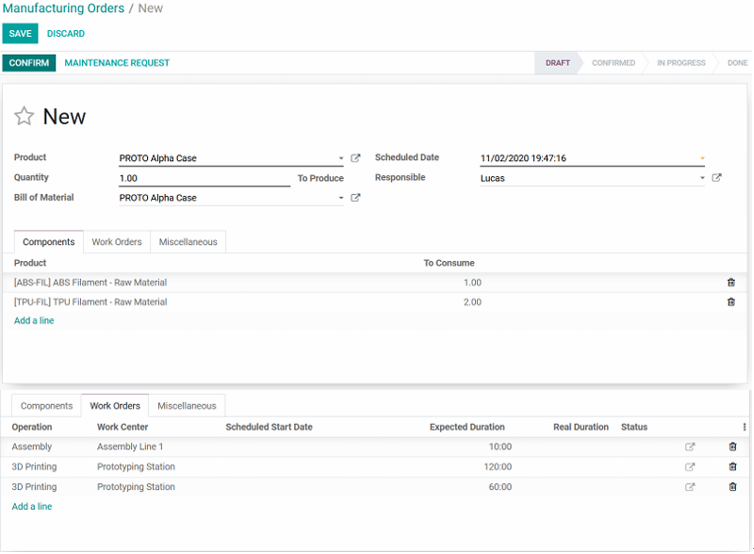 Manufacturing Orders / New
SAVE DISCARD
CONFIRM MAINTENANCE REQUEST DRAFT CONFIRMED IN PROGRESS DONE
New
Product PROTO Alpha Case Scheduled Date 11/02/2020 19:47:16
Quantity 1.00 To Produce Responsible Lucas
Bill of Material PROTO Alpha Case
Components Work Orders Miscellaneous
Product To Consume
[ABS-FIL] ABS Filament - Raw Material 1.00
[TPU-FIL] TPU Filament - Raw Material 2.00
Add a line
Components Work Orders Miscellaneous
Operation Work Center Scheduled Start Date Expected Duration Real Duration Status
Assembly Assembly Line 1 10:00
3D Printing Prototyping Station 120:00
3D Printing Prototyping Station 60:00
Add a line